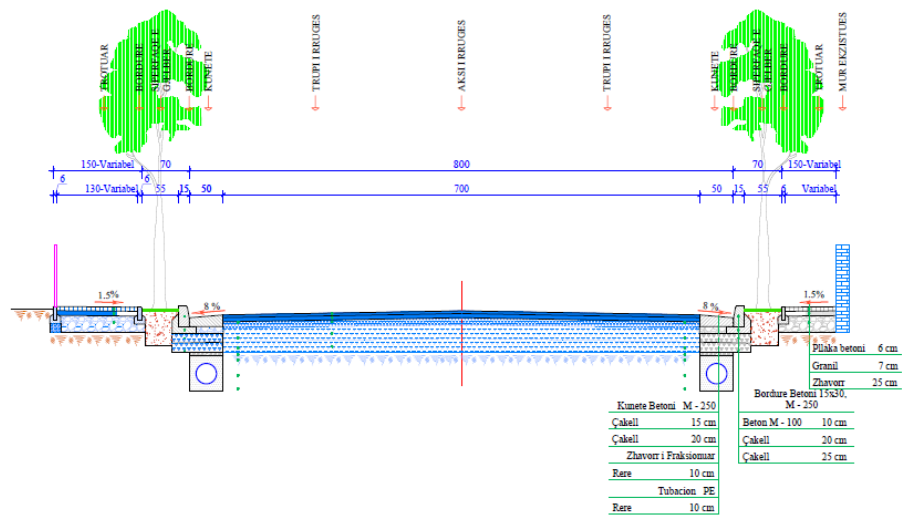 TROTUAR
BORDURE
SIPERFAQE E
GJELBER
BORDURE
KUNETE
TRUPI I RRUGES
AKSI I RRUGES
TRUPI I RRUGES
KUNETE
BORDURE
SIPERFAQE E
GJELBER
BORDURE
TROTUAR
MUR EKZISTUES
150-Variabel 70 800 70 150-Variabel
6 130-Variabel 6 55 15 50 700 50 15 55 6 Variabel
1.5% 8 % 8 % 1.5%
Pllaka betoni 6 cm
Granil 7 cm
Zhavorr 25 cm
Bordure Betoni 15x30,
M - 250
Beton M - 100 10 cm
Çakell 20 cm
Çakell 25 cm
Kunete Betoni M - 250
Çakell 15 cm
Çakell 20 cm
Zhavorr i Fraksionuar
Rere 10 cm
Tubacion PE
Rere 10 cm